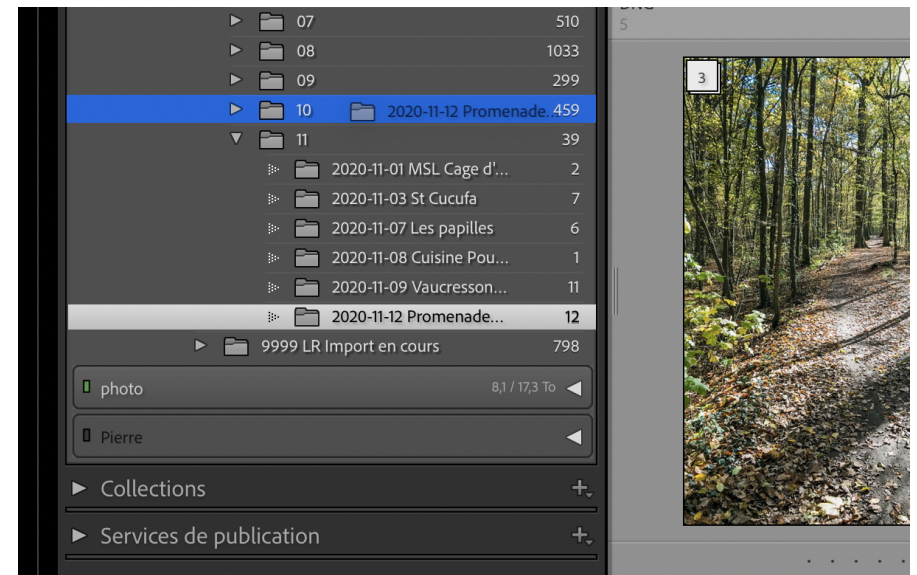 5
07 510
08 1033
09 299
10 2020-11-12 Promenade... 459
11 39
2020-11-01 MSL Cage d'... 2
2020-11-03 St Cucufa 7
2020-11-07 Les papilles 6
2020-11-08 Cuisine Pou... 1
2020-11-09 Vaucresson... 11
2020-11-12 Promenade... 12
9999 LR Import en cours 798
photo 8,1 / 17,3 To
Pierre
Collections
Services de publication
3